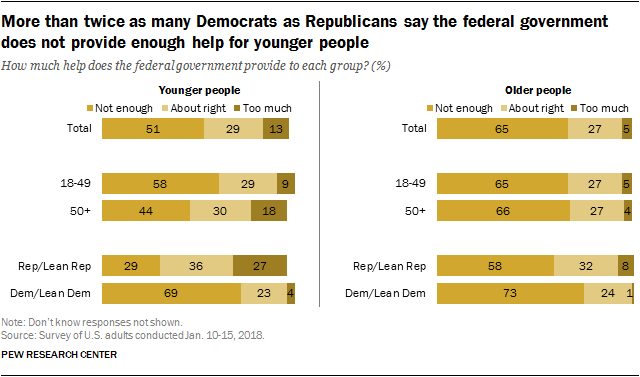 More than twice as many Democrats as Republicans say the federal government
does not provide enough help for younger people
How much help does the federal government provide to each group? (%)
Younger people
Older people
Not enough About right Too much
Not enough About right Too much
Total 51 29 13
Total 65 27 5
18-49 58 29 9
18-49 65 27 5
50+ 44 30 18
50+ 66 27 4
Rep/Lean Rep 29 36 27
Rep/Lean Rep 58 32 8
Dem/Lean Dem 69 23 4
Dem/Lean Dem 73 24 1
Note: Don't know responses not shown.
Source: Survey of U.S. adults conducted Jan. 10-15, 2018.
PEW RESEARCH CENTER